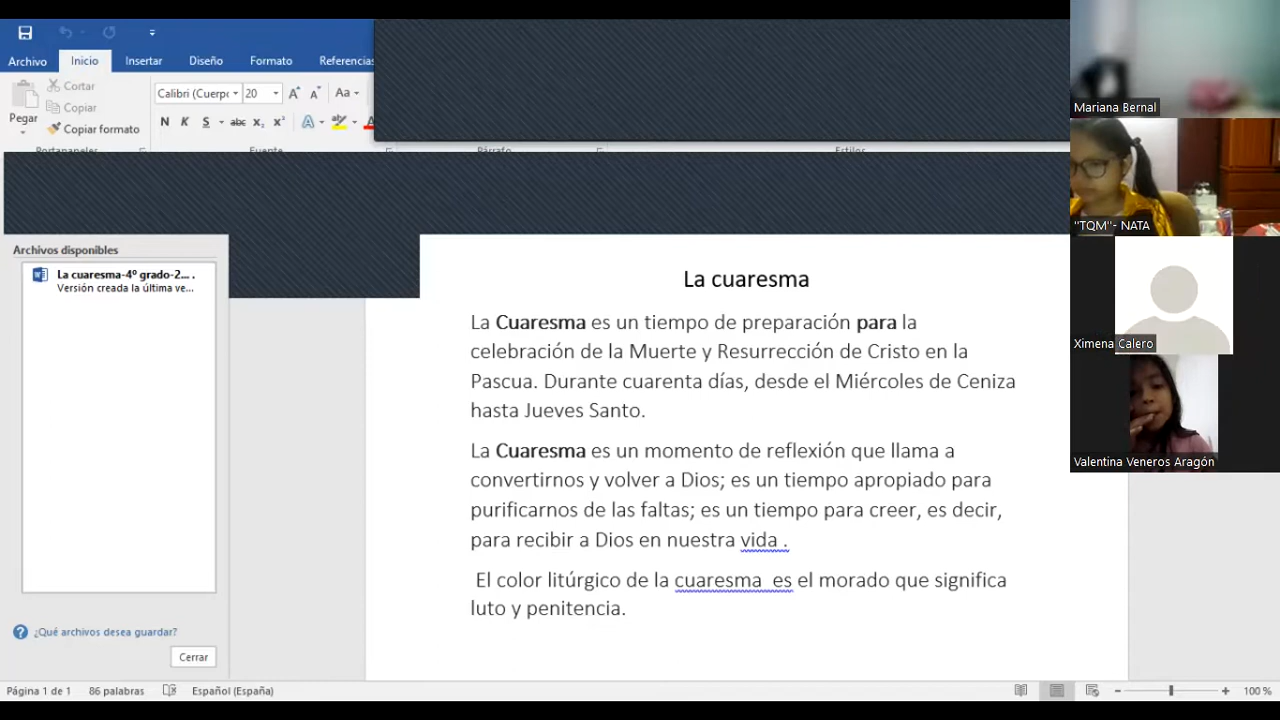 Archivo Inicio Insertar Diseño Formato Referencias
Pegar
Cortar
Copiar
Copiar formato
Calibri (Cuerp 20 Aa
N K S abc x₂ x² A aby A
Portapapeles Fuente Párrafo Estilos
Archivos disponibles
La cuaresma-4º grado-2... .
Versión creada la última ve...
¿Qué archivos desea guardar?
Cerrar
La cuaresma
La Cuaresma es un tiempo de preparación para la
celebración de la Muerte y Resurrección de Cristo en la
Pascua. Durante cuarenta días, desde el Miércoles de Ceniza
hasta Jueves Santo.
La Cuaresma es un momento de reflexión que llama a
convertirnos y volver a Dios; es un tiempo apropiado para
purificarnos de las faltas; es un tiempo para creer, es decir,
para recibir a Dios en nuestra vida .
El color litúrgico de la cuaresma  es el morado que significa
luto y penitencia.
Mariana Bernal
"TQM"- NATA
Ximena Calero
Valentina Veneros Aragón
Página 1 de 1 86 palabras Español (España) 100 %